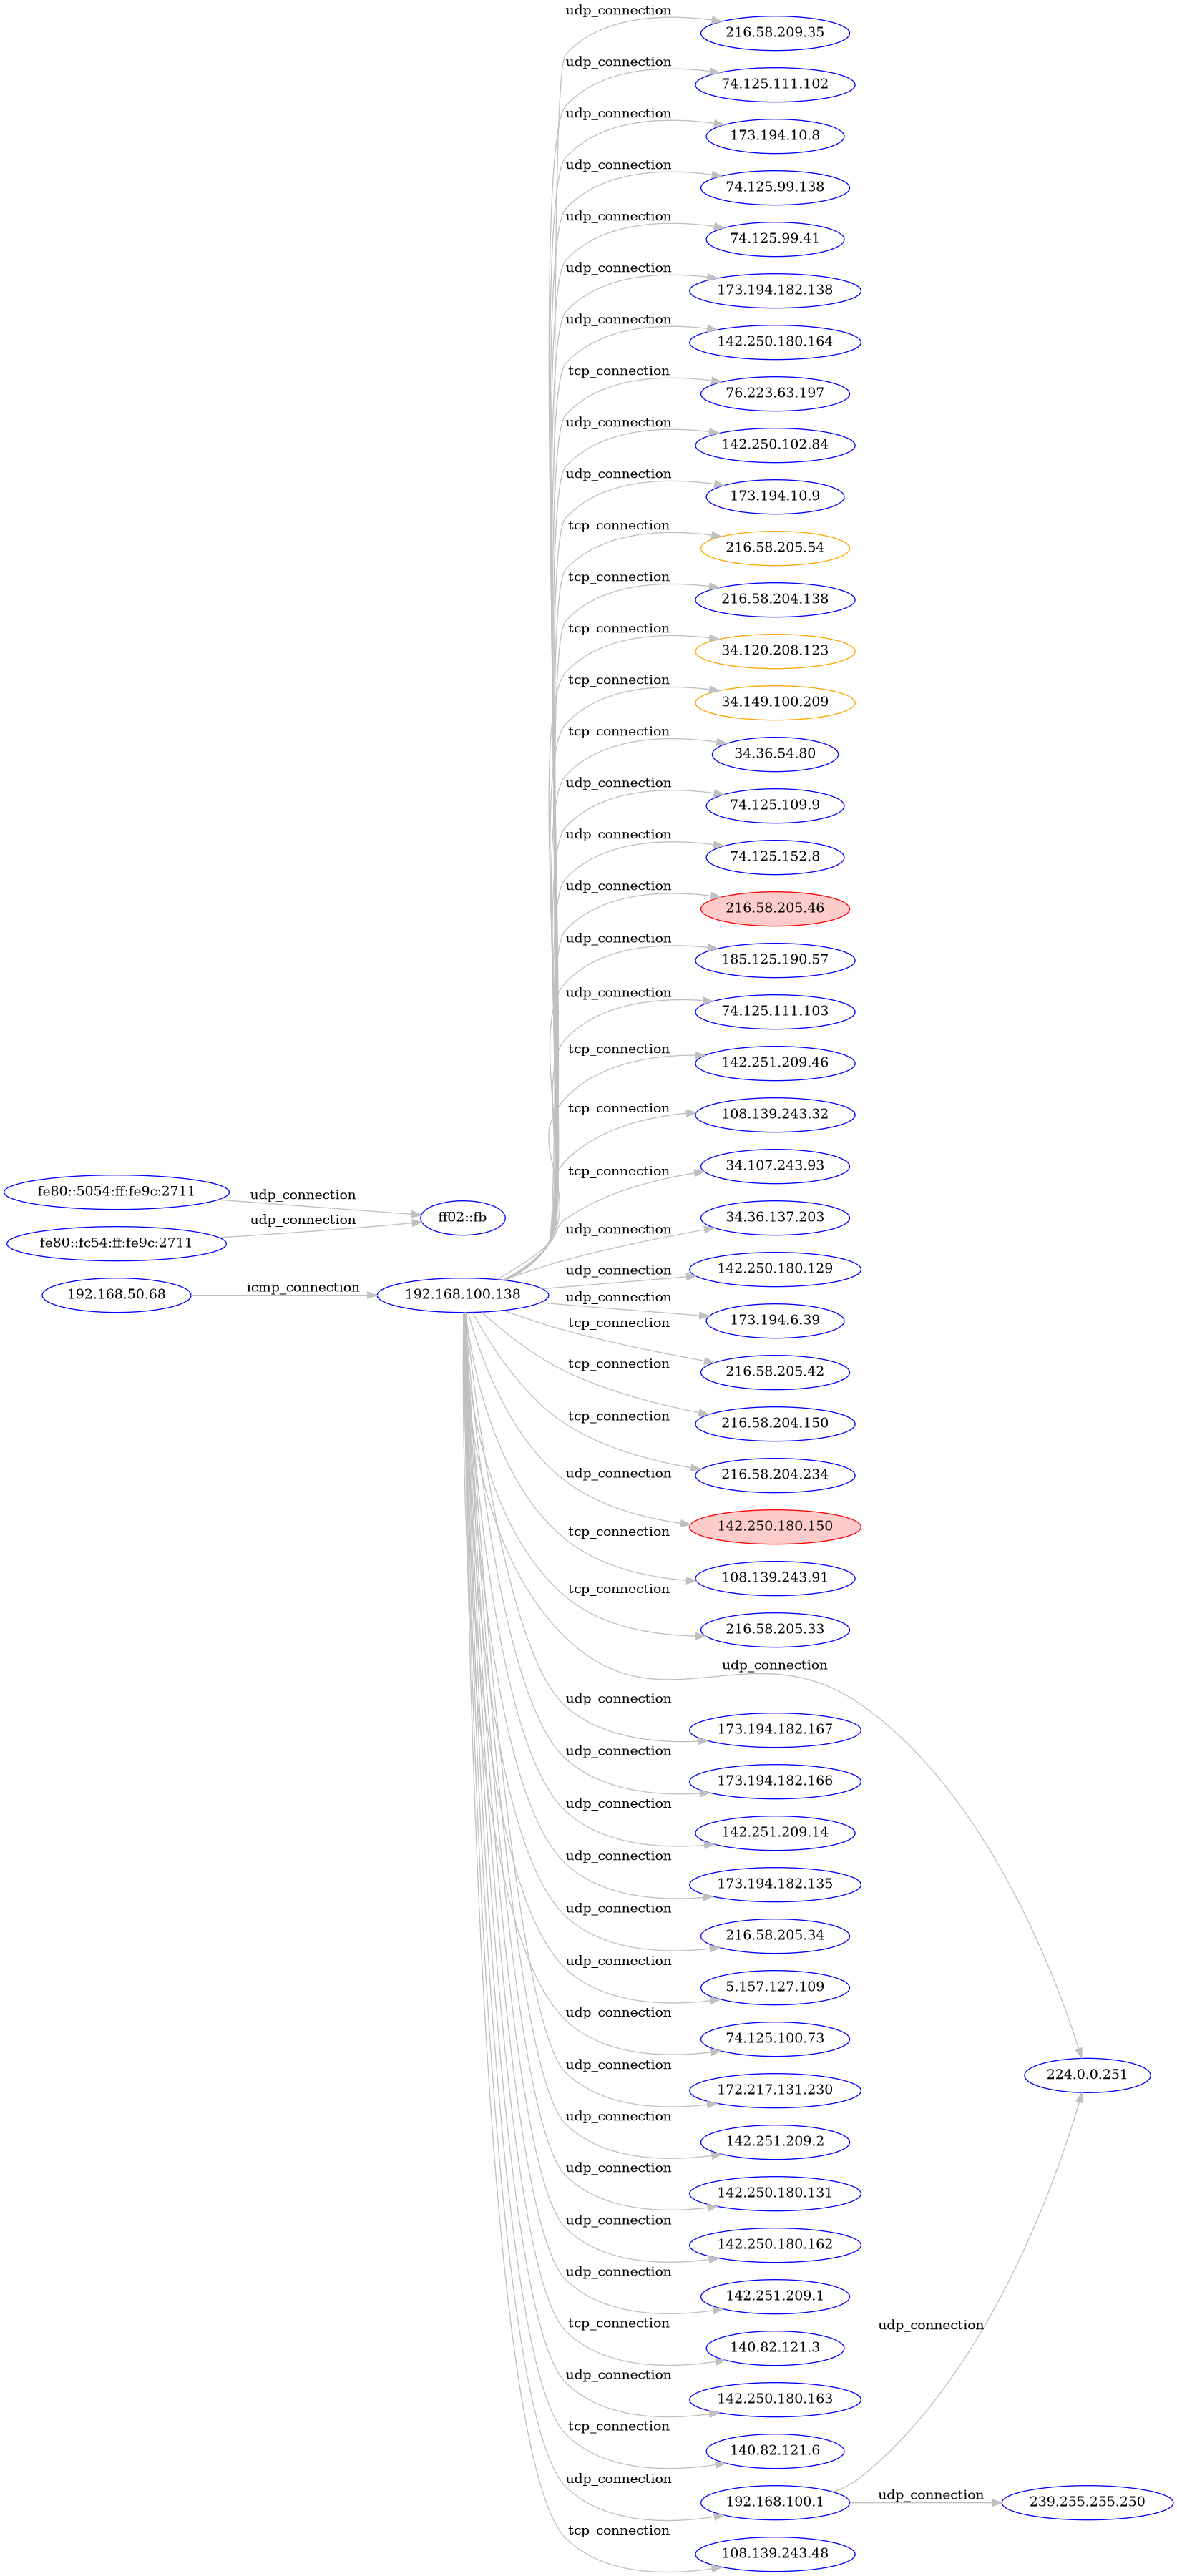 udp_connection
216.58.209.35
udp_connection
74.125.111.102
udp_connection
173.194.10.8
udp_connection
74.125.99.138
udp_connection
74.125.99.41
udp_connection
173.194.182.138
udp_connection
142.250.180.164
tcp_connection
76.223.63.197
udp_connection
142.250.102.84
udp_connection
173.194.10.9
tcp_connection
216.58.205.54
tcp_connection
216.58.204.138
tcp_connection
34.120.208.123
tcp_connection
34.149.100.209
tcp_connection
34.36.54.80
udp_connection
74.125.109.9
udp_connection
74.125.152.8
udp_connection
216.58.205.46
udp_connection
185.125.190.57
udp_connection
74.125.111.103
tcp_connection
142.251.209.46
tcp_connection
108.139.243.32
tcp_connection
34.107.243.93
fe80::5054:ff:fe9c:2711
udp_connection
ff02::fb
fe80::fc54:ff:fe9c:2711
udp_connection
192.168.50.68
icmp_connection
192.168.100.138
udp_connection
34.36.137.203
udp_connection
142.250.180.129
udp_connection
173.194.6.39
tcp_connection
216.58.205.42
tcp_connection
216.58.204.150
tcp_connection
216.58.204.234
udp_connection
142.250.180.150
tcp_connection
108.139.243.91
tcp_connection
216.58.205.33
udp_connection
udp_connection
173.194.182.167
udp_connection
173.194.182.166
udp_connection
142.251.209.14
udp_connection
173.194.182.135
udp_connection
216.58.205.34
udp_connection
5.157.127.109
udp_connection
74.125.100.73
224.0.0.251
udp_connection
172.217.131.230
udp_connection
142.251.209.2
udp_connection
142.250.180.131
udp_connection
142.250.180.162
udp_connection
142.251.209.1
tcp_connection
udp_connection
140.82.121.3
udp_connection
142.250.180.163
tcp_connection
140.82.121.6
udp_connection
192.168.100.1
udp_connection
239.255.255.250
tcp_connection
108.139.243.48